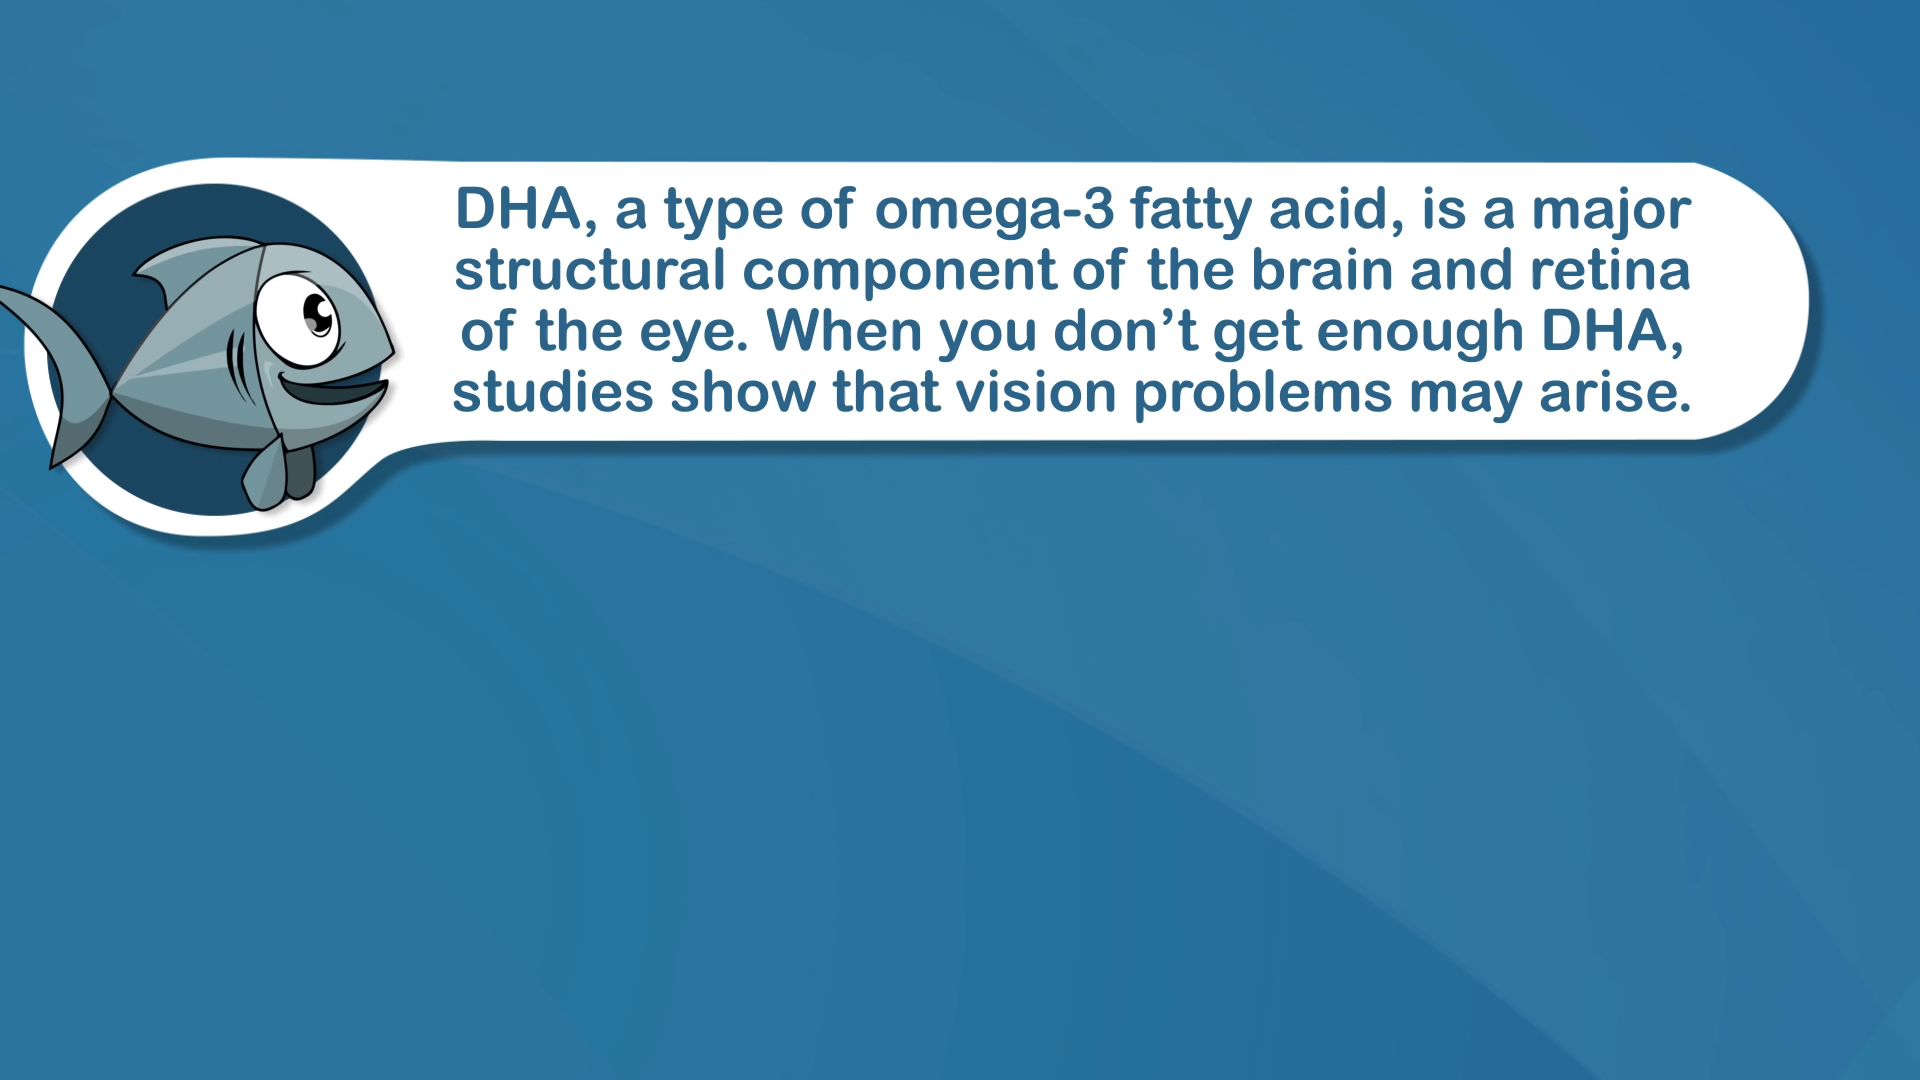 DHA, a type of omega-3 fatty acid, is a major
structural component of the brain and retina
of the eye. When you don’t get enough DHA,
studies show that vision problems may arise.